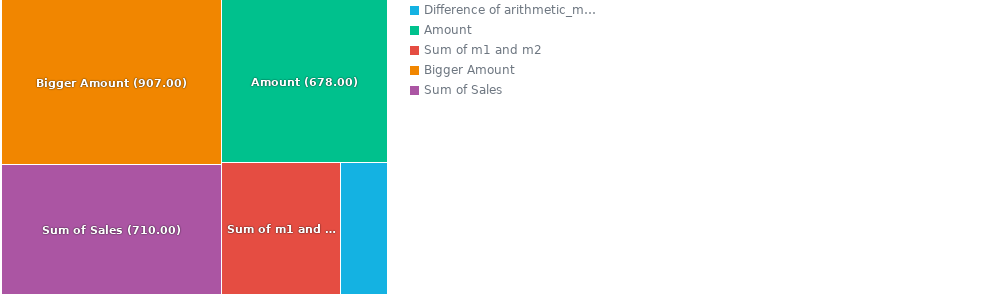 Bigger Amount (907.00)
Amount (678.00)
Sum of Sales (710.00)
Sum of m1 and ...
Difference of arithmetic_m...
Amount
Sum of m1 and m2
Bigger Amount
Sum of Sales